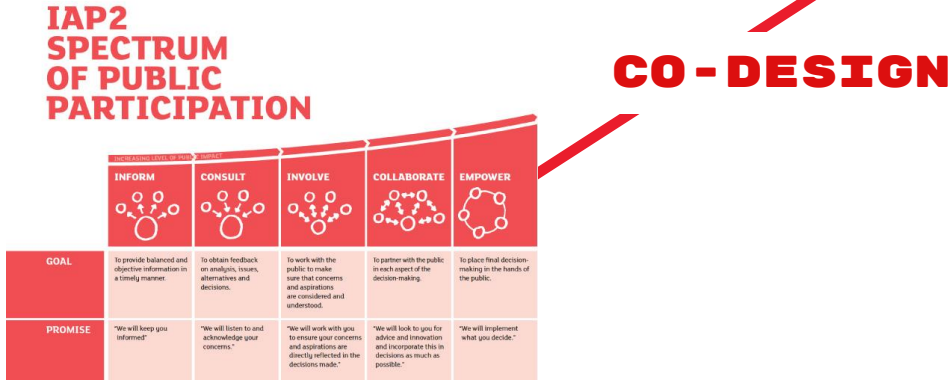 IAP2
SPECTRUM
OF PUBLIC
PARTICIPATION
CO-DESIGN
INCREASING LEVEL OF PUBLIC IMPACT
INFORM
CONSULT
INVOLVE
COLLABORATE
EMPOWER
GOAL
To provide balanced and
objective information in
a timely manner.
To obtain feedback
on analysis, issues,
alternatives and
decisions.
To work with the
public to make
sure that concerns
and aspirations
are considered and
understood.
To partner with the public
in each aspect of the
decision-making.
To place final decision-
making in the hands of
the public.
PROMISE
"We will keep you
informed"
"We will listen to and
acknowledge your
concerns."
"We will work with you
to ensure your concerns
and aspirations are
directly reflected in the
decisions made."
"We will look to you for
advice and innovation
and incorporate this in
decisions as much as
possible."
"We will implement
what you decide."